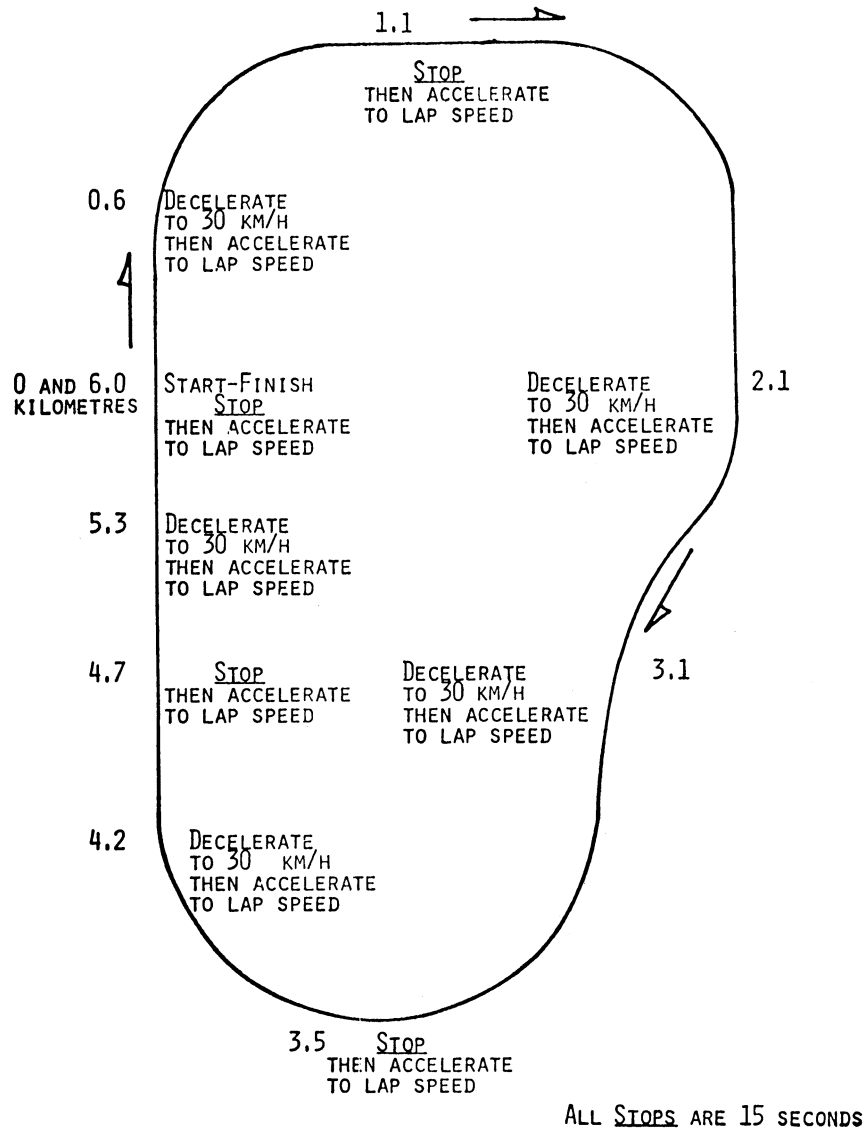 1.1
STOP
THEN ACCELERATE
TO LAP SPEED
0.6
DECELERATE
TO 30 KM/H
THEN ACCELERATE
TO LAP SPEED
0 AND 6.0
KILOMETRES
START-FINISH
STOP
THEN ACCELERATE
TO LAP SPEED
DECELERATE
TO 30 KM/H
THEN ACCELERATE
TO LAP SPEED
2.1
5.3
DECELERATE
TO 30 KM/H
THEN ACCELERATE
TO LAP SPEED
4.7
STOP
THEN ACCELERATE
TO LAP SPEED
DECELERATE
TO 30 KM/H
THEN ACCELERATE
TO LAP SPEED
3.1
4.2
DECELERATE
TO 30 KM/H
THEN ACCELERATE
TO LAP SPEED
3.5
STOP
THEN ACCELERATE
TO LAP SPEED
ALL STOPS ARE 15 SECONDS